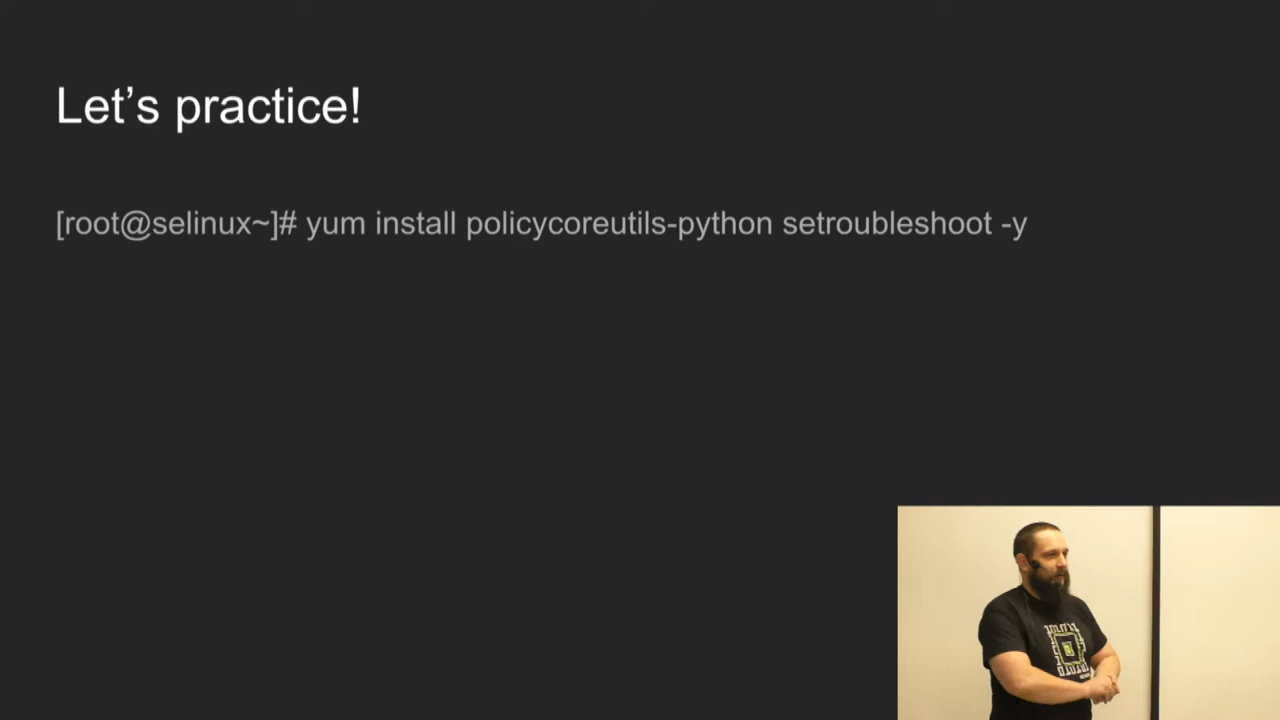 Let’s practice!
[root@selinux~]# yum install policycoreutils-python setroubleshoot -y